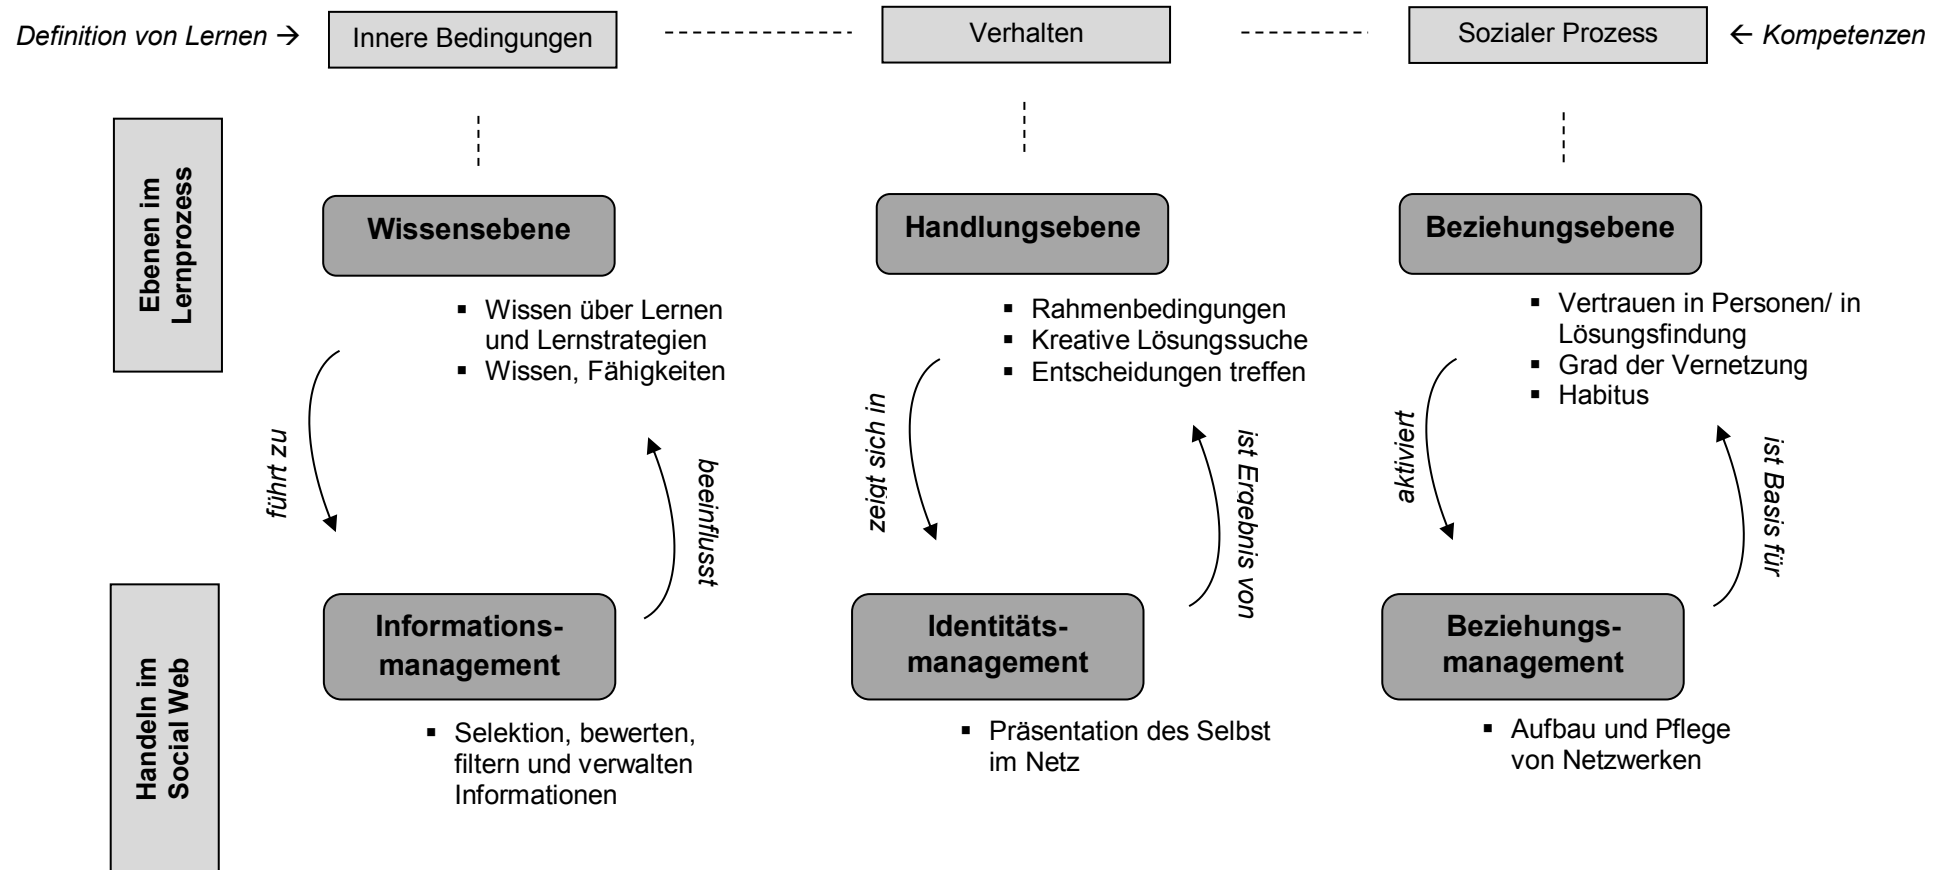 Definition von Lernen →
Innere Bedingungen
Verhalten
Sozialer Prozess
← Kompetenzen
Ebenen im
Lernprozess
Wissensebene
Handlungsebene
Beziehungsebene
▪ Wissen über Lernen
und Lernstrategien
▪ Wissen, Fähigkeiten
▪ Rahmenbedingungen
▪ Kreative Lösungssuche
▪ Entscheidungen treffen
▪ Vertrauen in Personen/ in
Lösungsfindung
▪ Grad der Vernetzung
▪ Habitus
führt zu
beeinflusst
zeigt sich in
ist Ergebnis von
aktiviert
ist Basis für
Handeln im
Social Web
Informations-
management
Identitäts-
management
Beziehungs-
management
▪ Selektion, bewerten,
filtern und verwalten
Informationen
▪ Präsentation des Selbst
im Netz
▪ Aufbau und Pflege
von Netzwerken